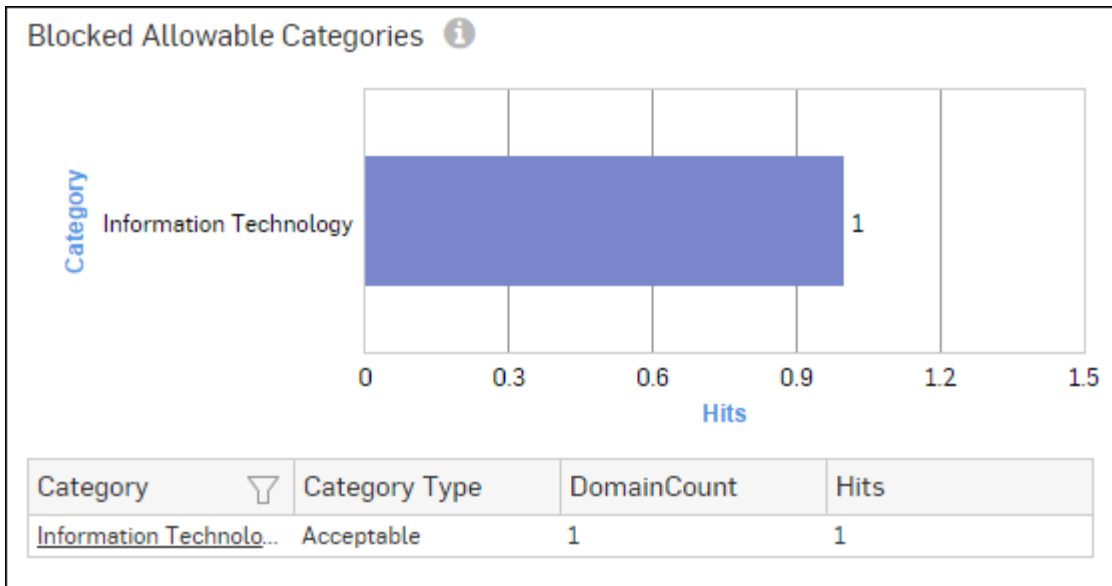 Blocked Allowable Categories
Category
Information Technology
1
0 0.3 0.6 0.9 1.2 1.5
Hits
Category Category Type DomainCount Hits
Information Technolo... Acceptable 1 1